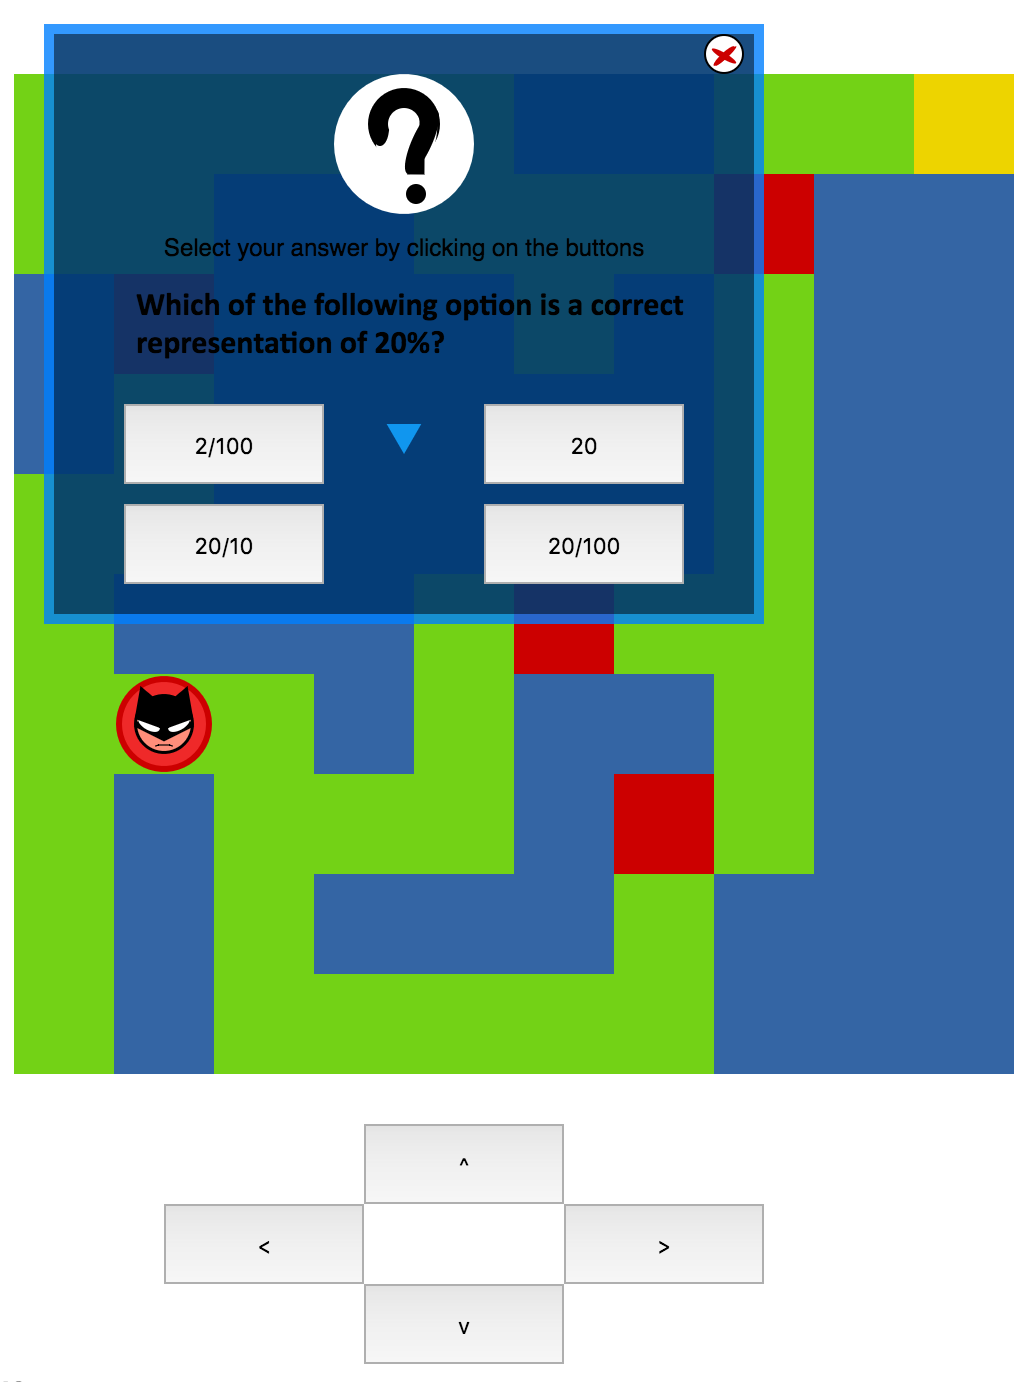 ?
Select your answer by clicking on the buttons
Which of the following option is a correct
representation of 20%?
2/100
20
20/10
20/100
^
<
>
v